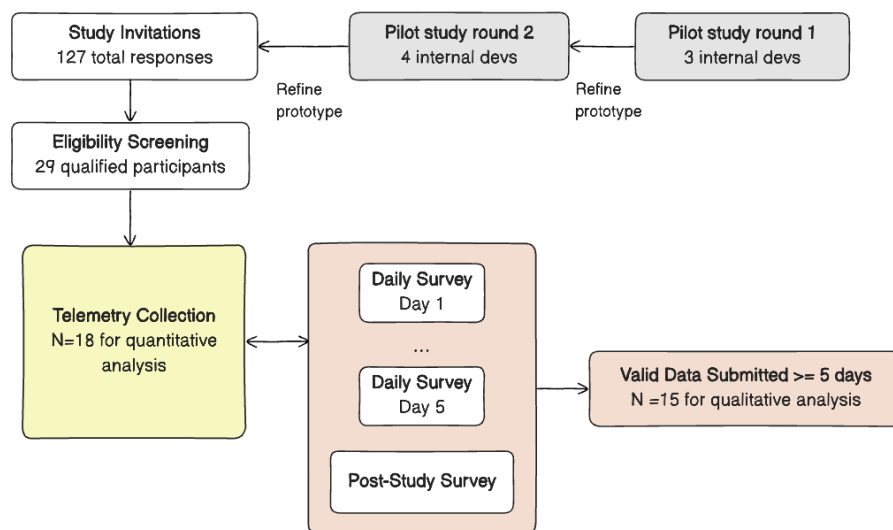 Study Invitations
127 total responses
Pilot study round 2
4 internal devs
Pilot study round 1
3 internal devs
Refine
prototype
Refine
prototype
Eligibility Screening
29 qualified participants
Telemetry Collection
N=18 for quantitative
analysis
Daily Survey
Day 1
...
Daily Survey
Day 5
Post-Study Survey
Valid Data Submitted >= 5 days
N =15 for qualitative analysis